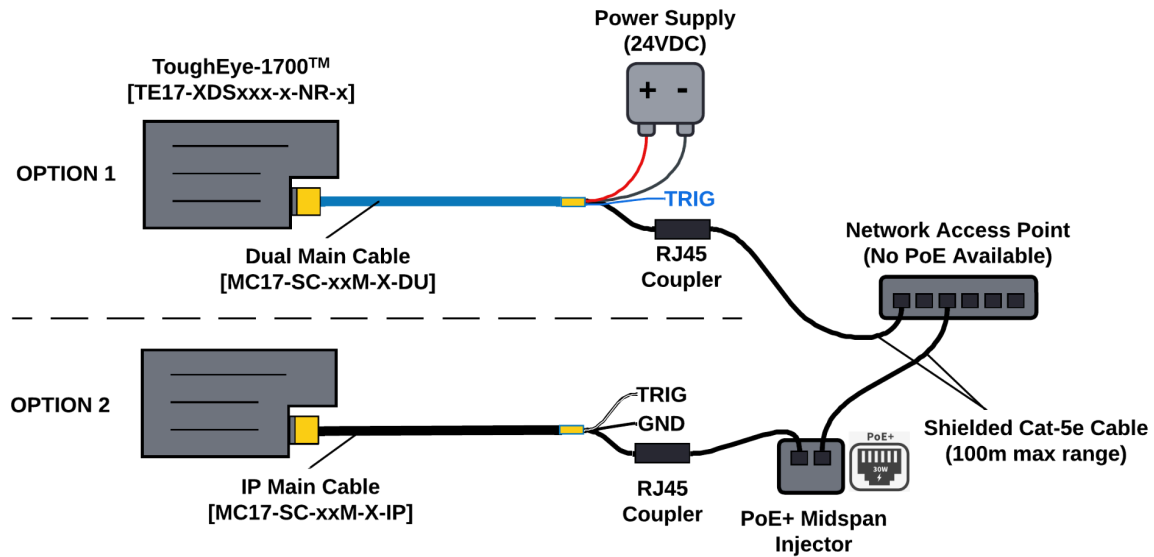 Power Supply
(24VDC)
ToughEye-1700™
[TE17-XDSxxx-x-NR-x]
+ -
OPTION 1
TRIG
Dual Main Cable
[MC17-SC-xxM-X-DU]
RJ45
Coupler
Network Access Point
(No PoE Available)
OPTION 2
TRIG
GND
IP Main Cable
[MC17-SC-xxM-X-IP]
RJ45
Coupler
PoE+
30W
PoE+ Midspan
Injector
Shielded Cat-5e Cable
(100m max range)